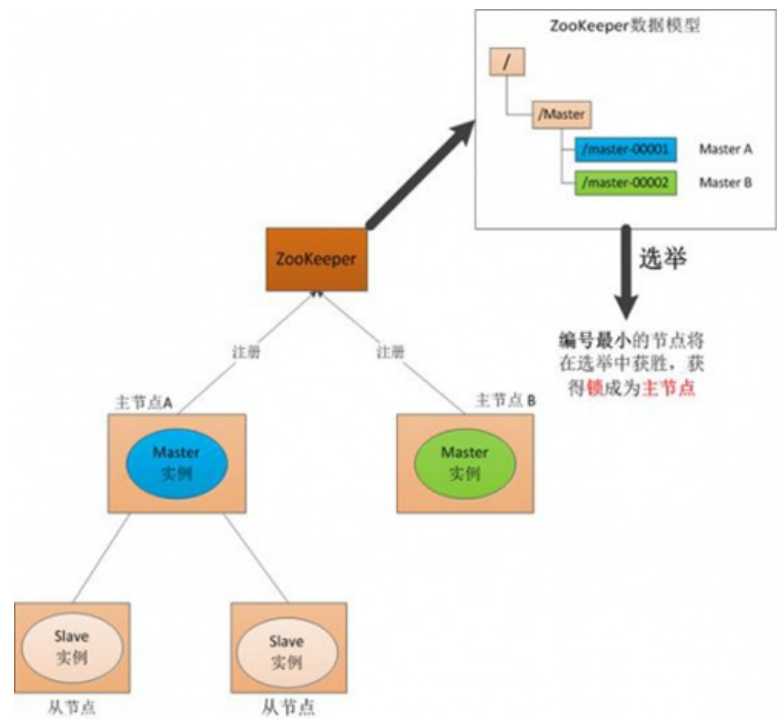 ZooKeeper数据模型
/
/Master
/master-00001 Master A
/master-00002 Master B
ZooKeeper
选举
编号最小的节点将
在选举中获胜，获
得锁成为主节点
注册 注册
主节点A 主节点 B
Master
实例
Master
实例
Slave
实例
Slave
实例
从节点 从节点